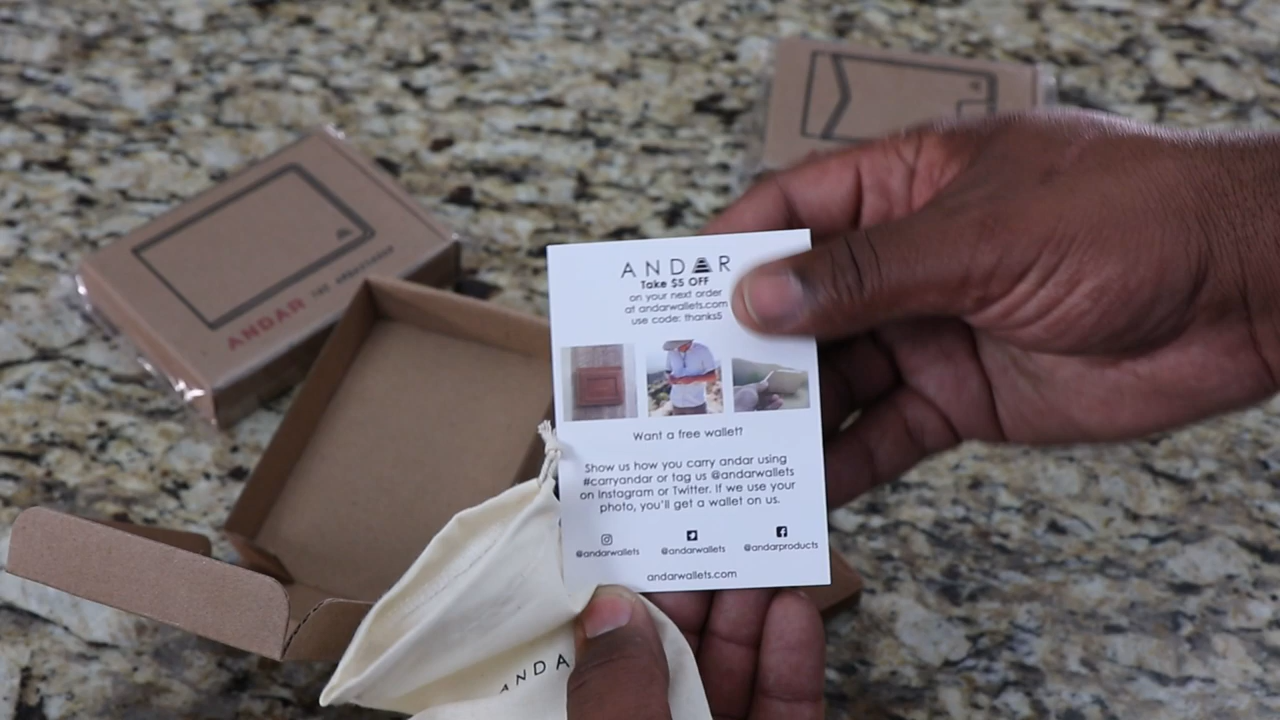 ANDAR
Take $5 OFF
on your next order
at andarwallets.com
use code: thanks5
Want a free wallet?
Show us how you carry andar using
#carryandar or tag us @andarwallets
on Instagram or Twitter. If we use your
photo, you'll get a wallet on us.
@andarwallets
@andarwallets
@andarproducts
andarwallets.com
ANDAR
ANDA